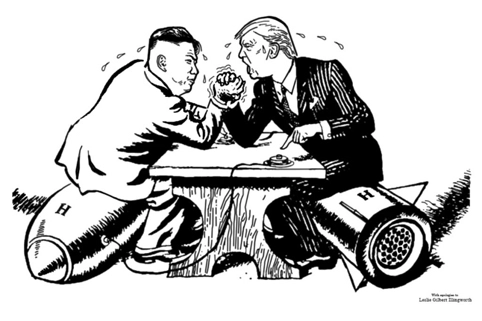 H
H
With apologies to
Leslie Gilbert Illingworth